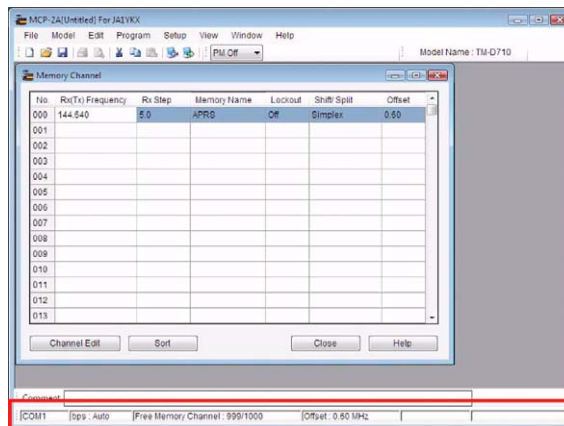 MCP-2A[Untitled] For JA1YKX
File Model Edit Program Setup View Window Help
PM Off Model Name : TM-D710
Memory Channel
No. Rx(Tx) Frequency Rx Step Memory Name Lockout Shift/ Split Offset
000 144.640 5.0 APRS Off Simplex 0.60
001
002
003
004
005
006
007
008
009
010
011
012
013
Channel Edit Sort Close Help
Comment
COM1 bps : Auto Free Memory Channel : 999/1000 Offset : 0.60 MHz